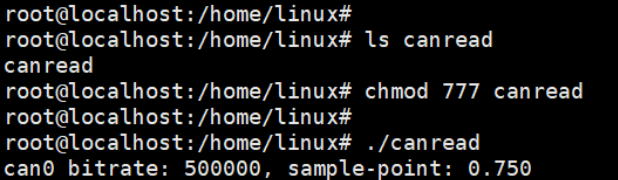 root@localhost:/home/linux#
root@localhost:/home/linux# ls canread
canread
root@localhost:/home/linux# chmod 777 canread
root@localhost:/home/linux#
root@localhost:/home/linux# ./canread
can0 bitrate: 500000, sample-point: 0.750